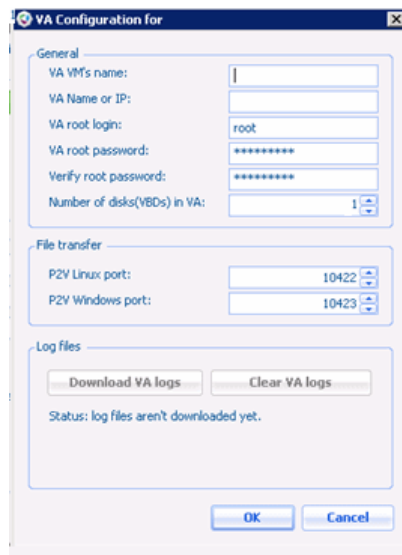 VA Configuration for
General
VA VM's name:
VA Name or IP:
VA root login: root
VA root password: *********
Verify root password: *********
Number of disks(VBDs) in VA: 1
File transfer
P2V Linux port: 10422
P2V Windows port: 10423
Log files
Download VA logs Clear VA logs
Status: log files aren't downloaded yet.
OK Cancel